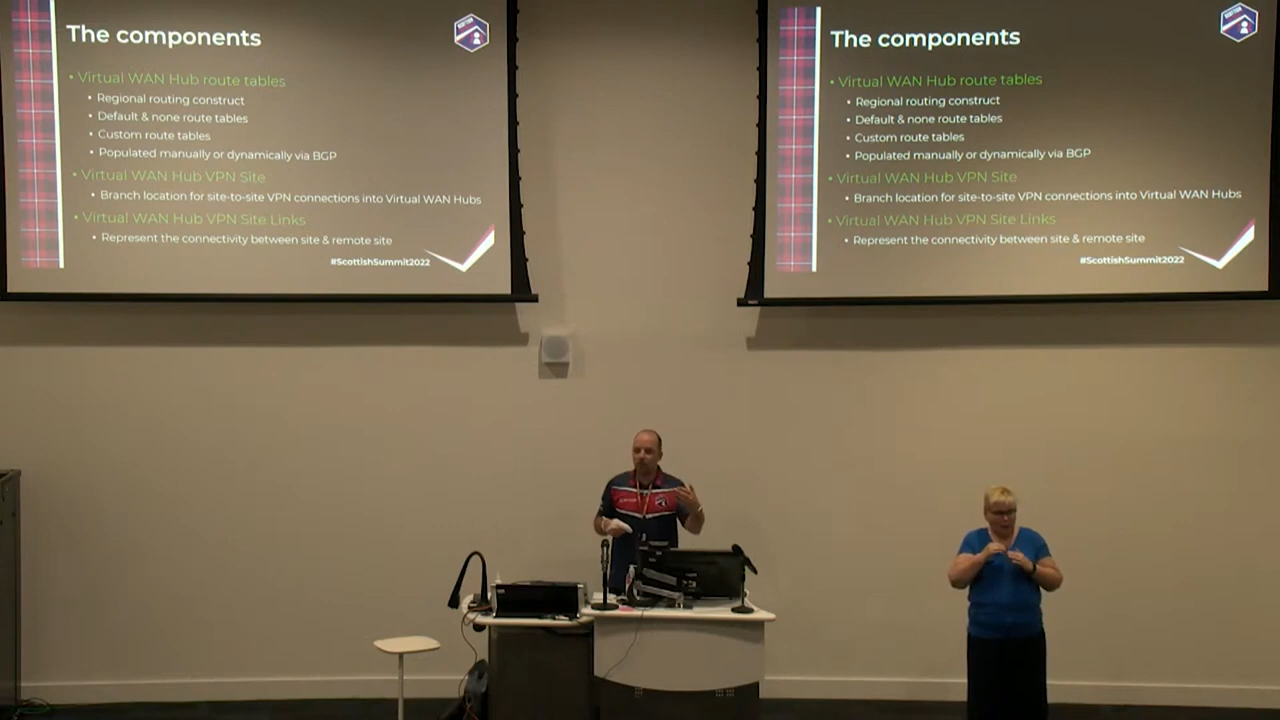 The components
• Virtual WAN Hub route tables
• Regional routing construct
• Default & none route tables
• Custom route tables
• Populated manually or dynamically via BGP
• Virtual WAN Hub VPN Site
• Branch location for site-to-site VPN connections into Virtual WAN Hubs
• Virtual WAN Hub VPN Site Links
• Represent the connectivity between site & remote site
#ScottishSummit2022
The components
• Virtual WAN Hub route tables
• Regional routing construct
• Default & none route tables
• Custom route tables
• Populated manually or dynamically via BGP
• Virtual WAN Hub VPN Site
• Branch location for site-to-site VPN connections into Virtual WAN Hubs
• Virtual WAN Hub VPN Site Links
• Represent the connectivity between site & remote site
#ScottishSummit2022